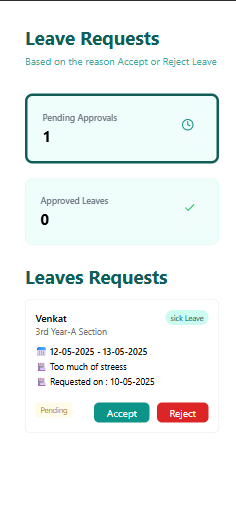 Leave Requests
Based on the reason Accept or Reject Leave
Pending Approvals
1
Approved Leaves
0
Leaves Requests
Venkat
sick Leave
3rd Year-A Section
12-05-2025 - 13-05-2025
Too much of streess
Requested on : 10-05-2025
Pending
Accept
Reject